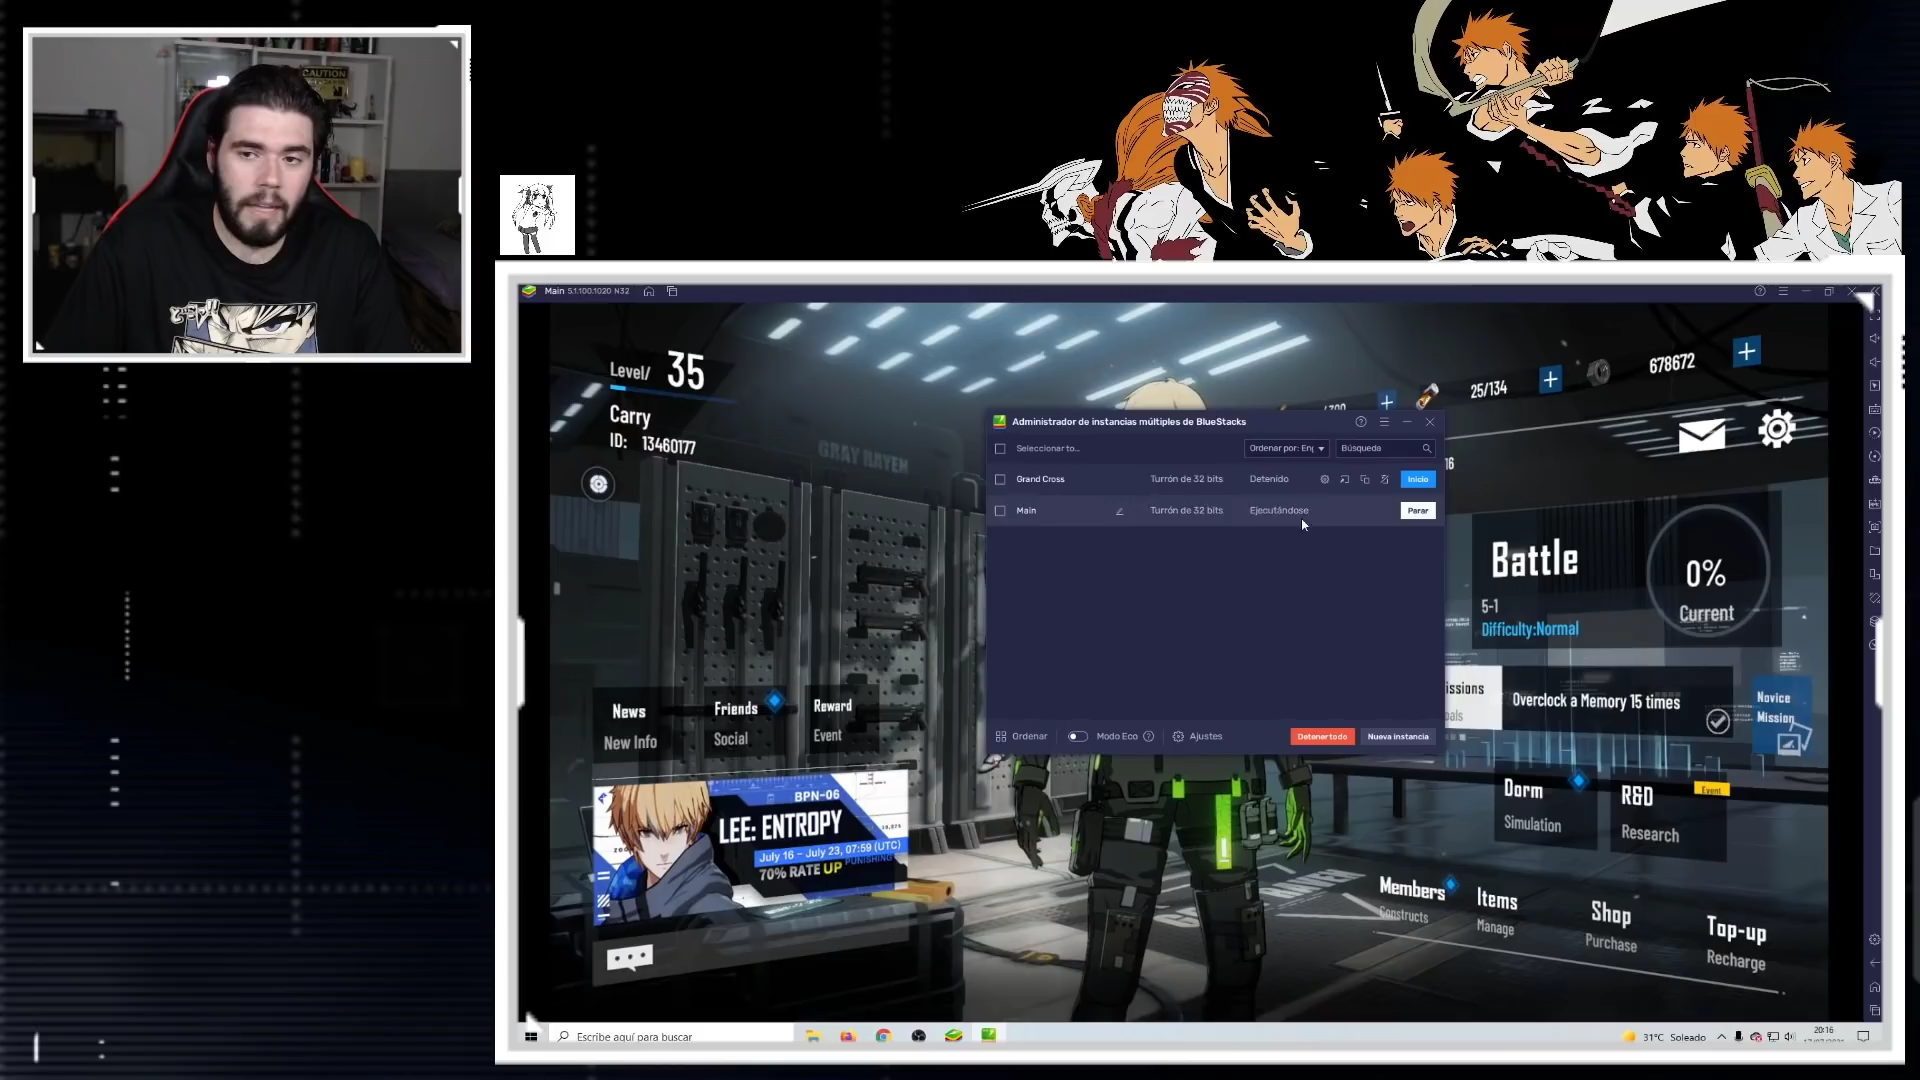 CAUTION
Main 5.1.100.1020 N32
Level/ 35
Carry
ID: 13460177
25/134
678672
GRAY RAVEN
Administrador de instancias múltiples de BlueStacks
Seleccionar to...
Ordenar por: En
Búsqueda
Grand Cross
Turrón de 32 bits
Detenido
Inicio
Main
Turrón de 32 bits
Ejecutándose
Parar
Ordenar
Modo Eco
Ajustes
Detener todo
Nueva instancia
Battle
5-1
Difficulty:Normal
0%
Current
issions
Overclock a Memory 15 times
Novice
Mission
News
New Info
Friends
Social
Reward
Event
BPN-06
LEE: ENTROPY
July 16 - July 23, 07:59 (UTC)
70% RATE UP
PUNISHING
Dorm
Simulation
R&D
Research
Event
Members
Constructs
Items
Manage
Shop
Purchase
Top-up
Recharge
Escribe aquí para buscar
31°C Soleado
20:16